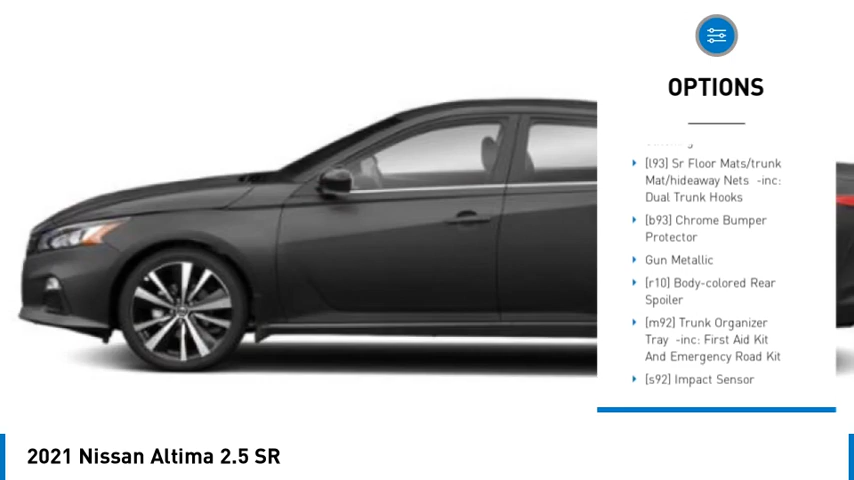 OPTIONS
[l93] Sr Floor Mats/trunk
Mat/hideaway Nets -inc:
Dual Trunk Hooks
[b93] Chrome Bumper
Protector
Gun Metallic
[r10] Body-colored Rear
Spoiler
[m92] Trunk Organizer
Tray -inc: First Aid Kit
And Emergency Road Kit
[s92] Impact Sensor
2021 Nissan Altima 2.5 SR